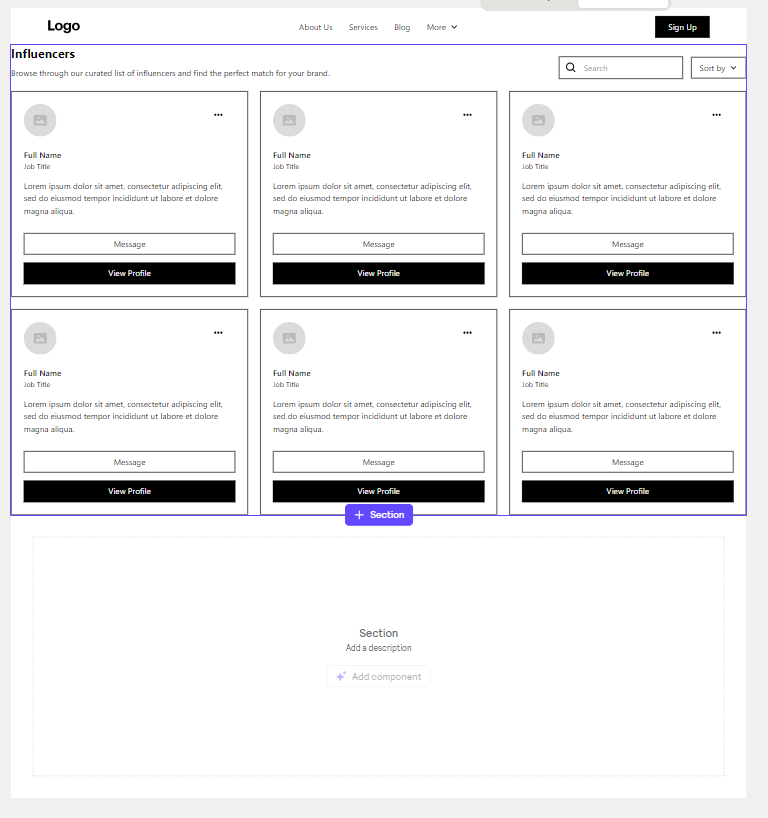 Logo
About Us Services Blog More
Sign Up
Influencers
Browse through our curated list of influencers and find the perfect match for your brand.
Search
Sort by
Full Name
Job Title
Lorem ipsum dolor sit amet, consectetur adipiscing elit,
sed do eiusmod tempor incididunt ut labore et dolore
magna aliqua.
Message
View Profile
Full Name
Job Title
Lorem ipsum dolor sit amet, consectetur adipiscing elit,
sed do eiusmod tempor incididunt ut labore et dolore
magna aliqua.
Message
View Profile
Full Name
Job Title
Lorem ipsum dolor sit amet, consectetur adipiscing elit,
sed do eiusmod tempor incididunt ut labore et dolore
magna aliqua.
Message
View Profile
Full Name
Job Title
Lorem ipsum dolor sit amet, consectetur adipiscing elit,
sed do eiusmod tempor incididunt ut labore et dolore
magna aliqua.
Message
View Profile
Full Name
Job Title
Lorem ipsum dolor sit amet, consectetur adipiscing elit,
sed do eiusmod tempor incididunt ut labore et dolore
magna aliqua.
Message
View Profile
Full Name
Job Title
Lorem ipsum dolor sit amet, consectetur adipiscing elit,
sed do eiusmod tempor incididunt ut labore et dolore
magna aliqua.
Message
View Profile
+ Section
Section
Add a description
Add component